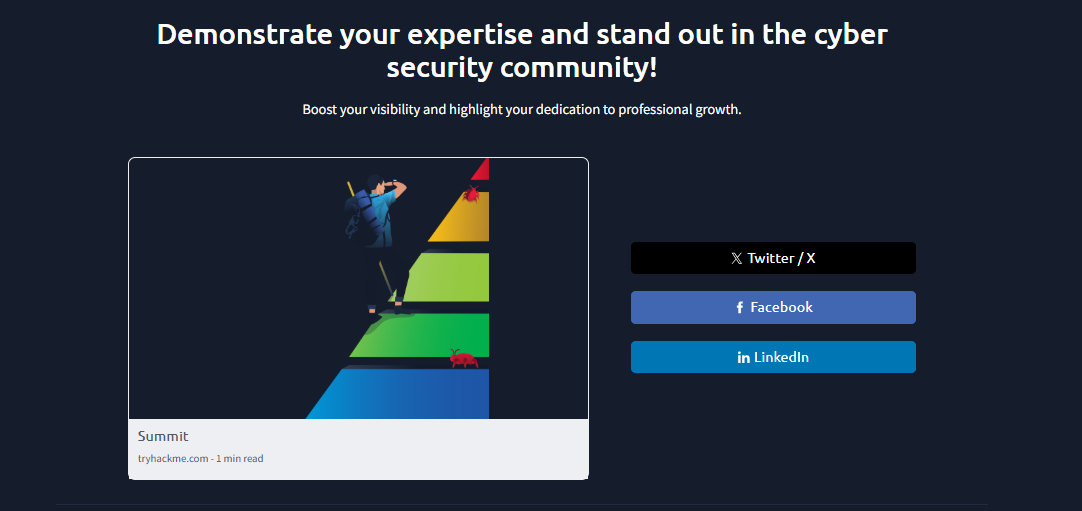 Demonstrate your expertise and stand out in the cyber
security community!
Boost your visibility and highlight your dedication to professional growth.
𝕏 Twitter / X
Facebook
LinkedIn
Summit
tryhackme.com - 1 min read